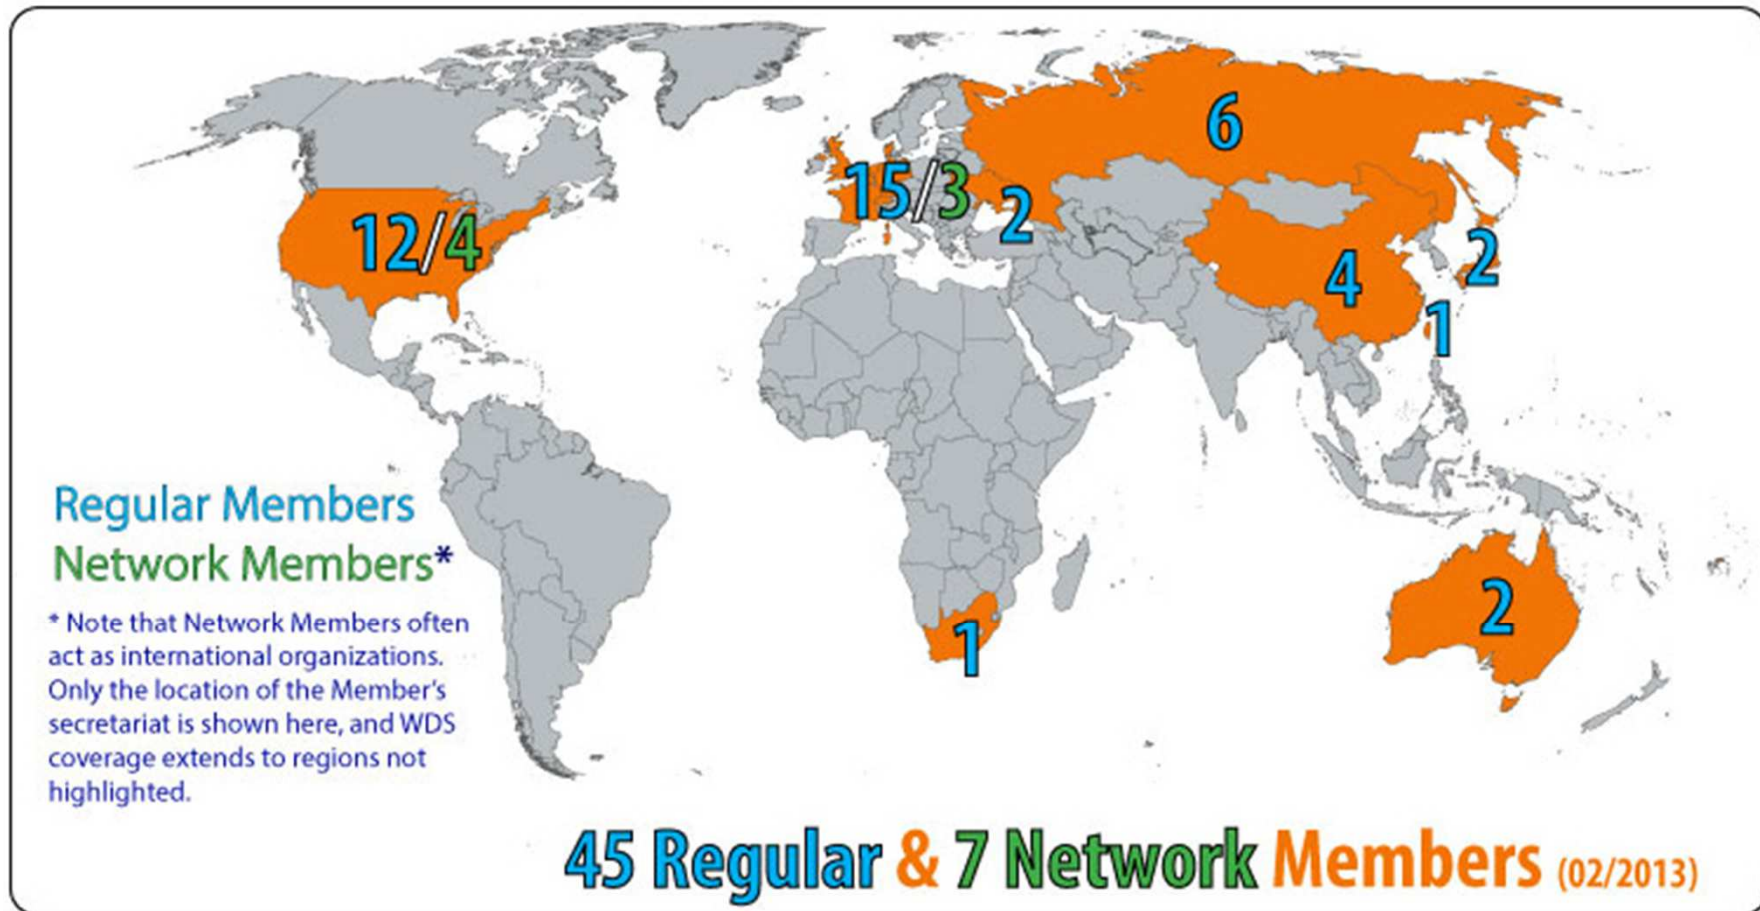 6
15/3
2
12/4
4
2
1
Regular Members
Network Members*
* Note that Network Members often
act as international organizations.
Only the location of the Member's
secretariat is shown here, and WDS
coverage extends to regions not
highlighted.
2
1
45 Regular & 7 Network Members (02/2013)